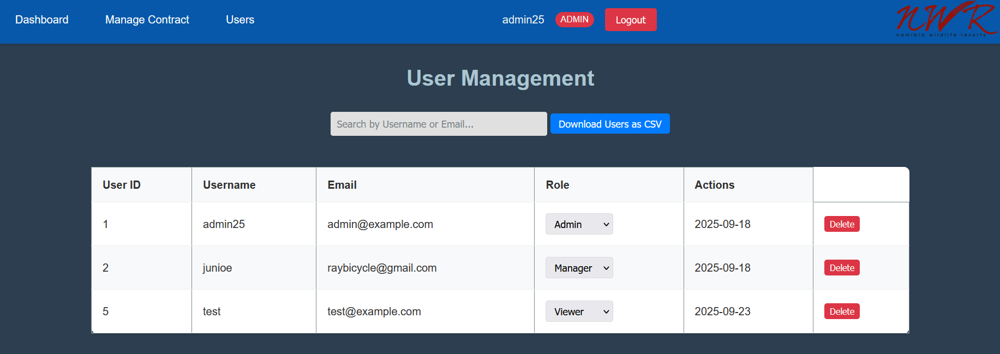 Dashboard Manage Contract Users admin25 ADMIN Logout NWR
namibia wildlife resorts
User Management
Search by Username or Email... Download Users as CSV
User ID Username Email Role Actions
1 admin25 admin@example.com Admin 2025-09-18 Delete
2 junioe raybicycle@gmail.com Manager 2025-09-18 Delete
5 test test@example.com Viewer 2025-09-23 Delete